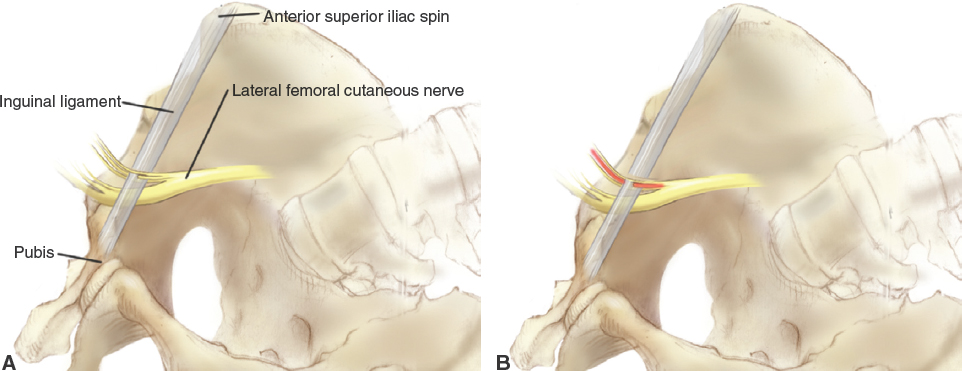 Anterior superior iliac spin
Lateral femoral cutaneous nerve
Inguinal ligament
Pubis
A
B